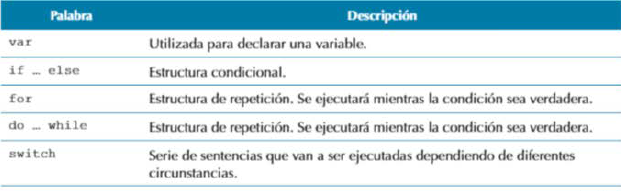 Palabra Descripción
var Utilizada para declarar una variable.
if … else Estructura condicional.
for Estructura de repetición. Se ejecutará mientras la condición sea verdadera.
do … while Estructura de repetición. Se ejecutará mientras la condición sea verdadera.
switch Serie de sentencias que van a ser ejecutadas dependiendo de diferentes
circunstancias.